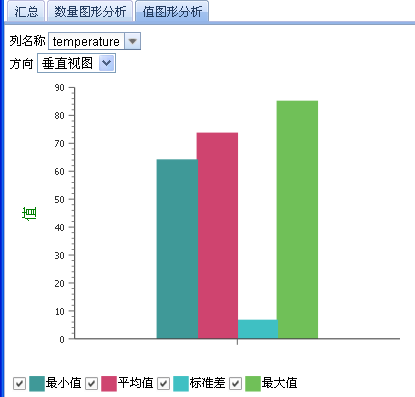 汇总 数量图形分析 值图形分析
列名称 temperature
方向 垂直视图
90
80
70
60
50
40
30
20
10
0
值
最小值 平均值 标准差 最大值